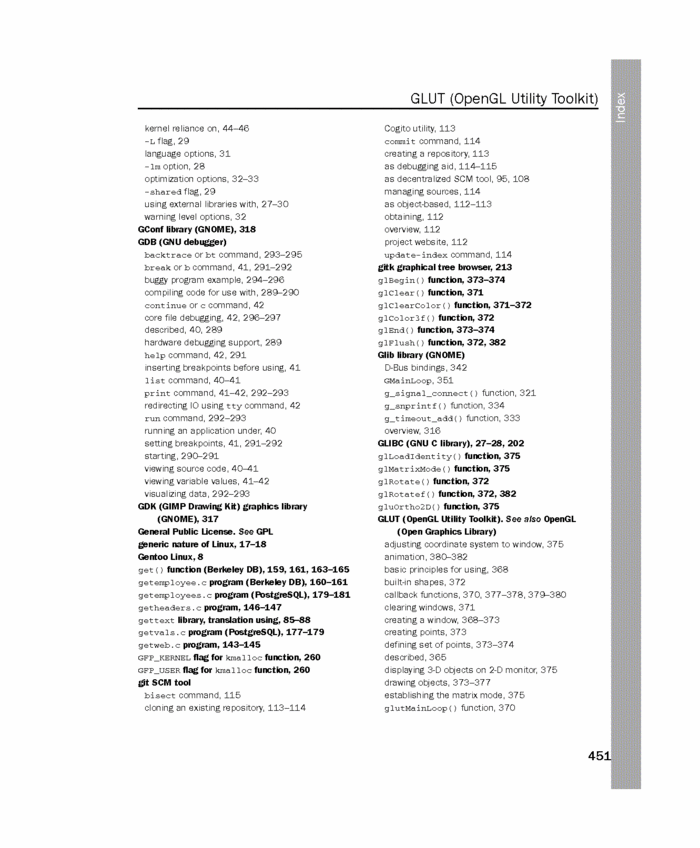 GLUT (OpenGL Utility Toolkit)
Index
kernel reliance on, 44–46
-L flag, 29
language options, 31
-lm option, 28
optimization options, 32–33
-shared flag, 29
using external libraries with, 27–30
warning level options, 32
GConf library (GNOME), 318
GDB (GNU debugger)
backtrace or bt command, 293–295
break or b command, 41, 291–292
buggy program example, 294–296
compiling code for use with, 289–290
continue or c command, 42
core file debugging, 42, 296–297
described, 40, 289
hardware debugging support, 289
help command, 42, 291
inserting breakpoints before using, 41
list command, 40–41
print command, 41–42, 292–293
redirecting IO using tty command, 42
run command, 292–293
running an application under, 40
setting breakpoints, 41, 291–292
starting, 290–291
viewing source code, 40–41
viewing variable values, 41–42
visualizing data, 292–293
GDK (GIMP Drawing Kit) graphics library
(GNOME), 317
General Public License. See GPL
generic nature of Linux, 17–18
Gentoo Linux, 8
get() function (Berkeley DB), 159, 161, 163–165
getemployee.c program (Berkeley DB), 160–161
getemployees.c program (PostgreSQL), 179–181
getheaders.c program, 146–147
gettext library, translation using, 85–88
getvals.c program (PostgreSQL), 177–179
getweb.c program, 143–145
GFP_KERNEL flag for kmalloc function, 260
GFP_USER flag for kmalloc function, 260
git SCM tool
bisect command, 115
cloning an existing repository, 113–114
Cogito utility, 113
commit command, 114
creating a repository, 113
as debugging aid, 114–115
as decentralized SCM tool, 95, 108
managing sources, 114
as object-based, 112–113
obtaining, 112
overview, 112
project website, 112
update-index command, 114
gitk graphical tree browser, 213
glBegin() function, 373–374
glClear() function, 371
glClearColor() function, 371–372
glColor3f() function, 372
glEnd() function, 373–374
glFlush() function, 372, 382
Glib library (GNOME)
D-Bus bindings, 342
GMainLoop, 351
g_signal_connect() function, 321
g_snprintf() function, 334
g_timeout_add() function, 333
overview, 316
GLIBC (GNU C library), 27–28, 202
glLoadIdentity() function, 375
glMatrixMode() function, 375
glRotate() function, 372
glRotatef() function, 372, 382
gluOrtho2D() function, 375
GLUT (OpenGL Utility Toolkit). See also OpenGL
(Open Graphics Library)
adjusting coordinate system to window, 375
animation, 380–382
basic principles for using, 368
built-in shapes, 372
callback functions, 370, 377–378, 379–380
clearing windows, 371
creating a window, 368–373
creating points, 373
defining set of points, 373–374
described, 365
displaying 3-D objects on 2-D monitor, 375
drawing objects, 373–377
establishing the matrix mode, 375
glutMainLoop() function, 370
451